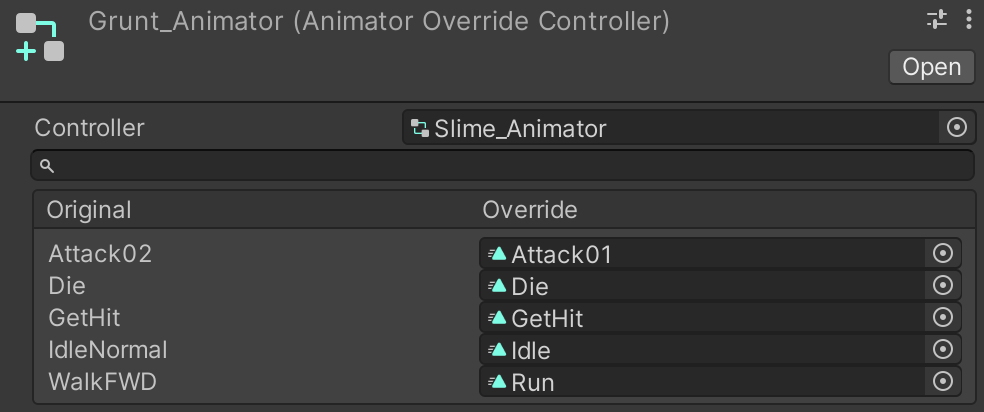 Grunt_Animator (Animator Override Controller)
Open
Controller Slime_Animator
Original Override
Attack02 Attack01
Die Die
GetHit GetHit
IdleNormal Idle
WalkFWD Run